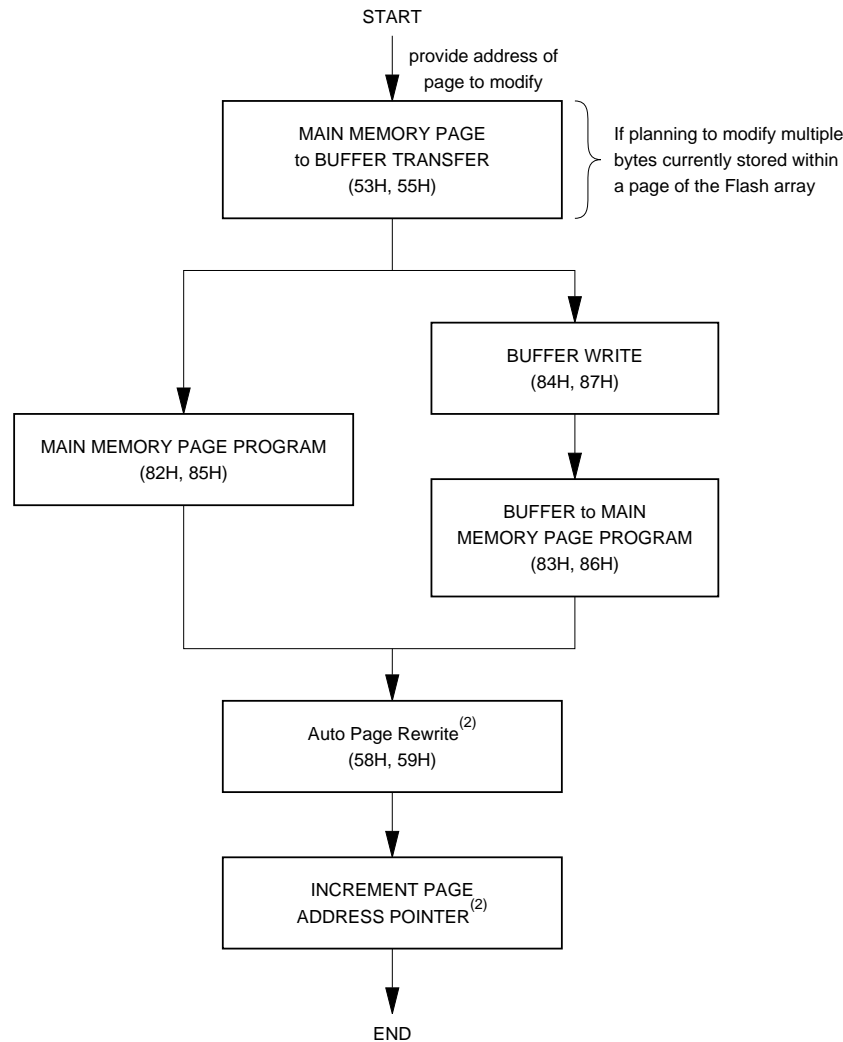 START
provide address of
page to modify
MAIN MEMORY PAGE
to BUFFER TRANSFER
(53H, 55H)
If planning to modify multiple
bytes currently stored within
a page of the Flash array
BUFFER WRITE
(84H, 87H)
MAIN MEMORY PAGE PROGRAM
(82H, 85H)
BUFFER to MAIN
MEMORY PAGE PROGRAM
(83H, 86H)
Auto Page Rewrite(2)
(58H, 59H)
INCREMENT PAGE
ADDRESS POINTER(2)
END